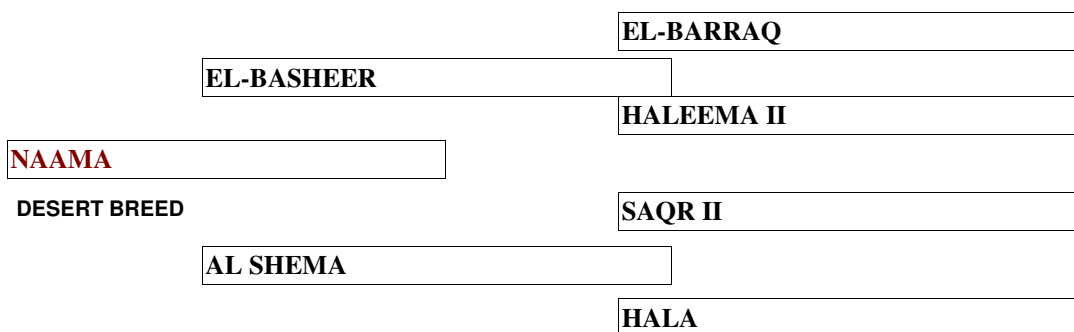 EL-BARRAQ
EL-BASHEER
HALEEMA II
NAAMA
DESERT BREED
SAQR II
AL SHEMA
HALA